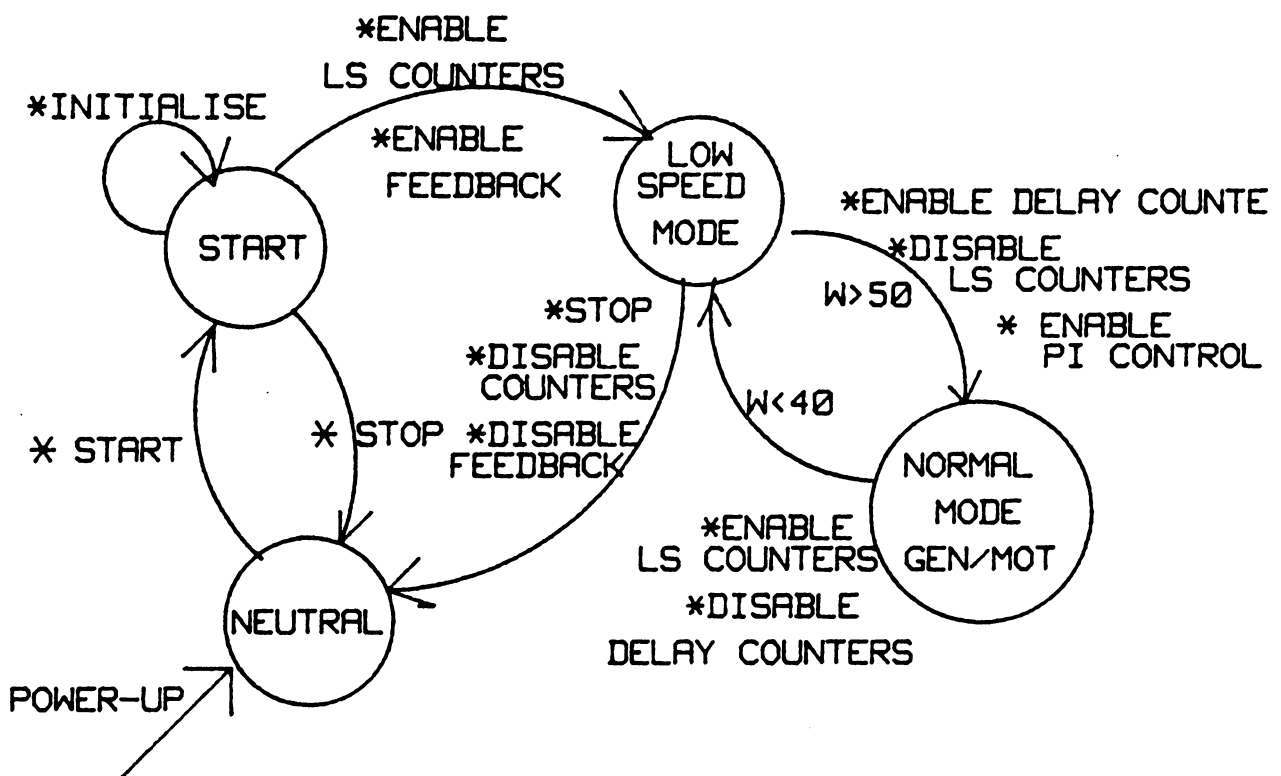 *ENABLE
LS COUNTERS
*INITIALISE
*ENABLE
FEEDBACK
START
LOW
SPEED
MODE
*ENABLE DELAY COUNTE
*DISABLE
LS COUNTERS
W>50
* ENABLE
PI CONTROL
*STOP
*DISABLE
COUNTERS
*DISABLE
FEEDBACK
W<40
* START
* STOP
NORMAL
MODE
GEN/MOT
*ENABLE
LS COUNTERS
*DISABLE
DELAY COUNTERS
NEUTRAL
POWER-UP